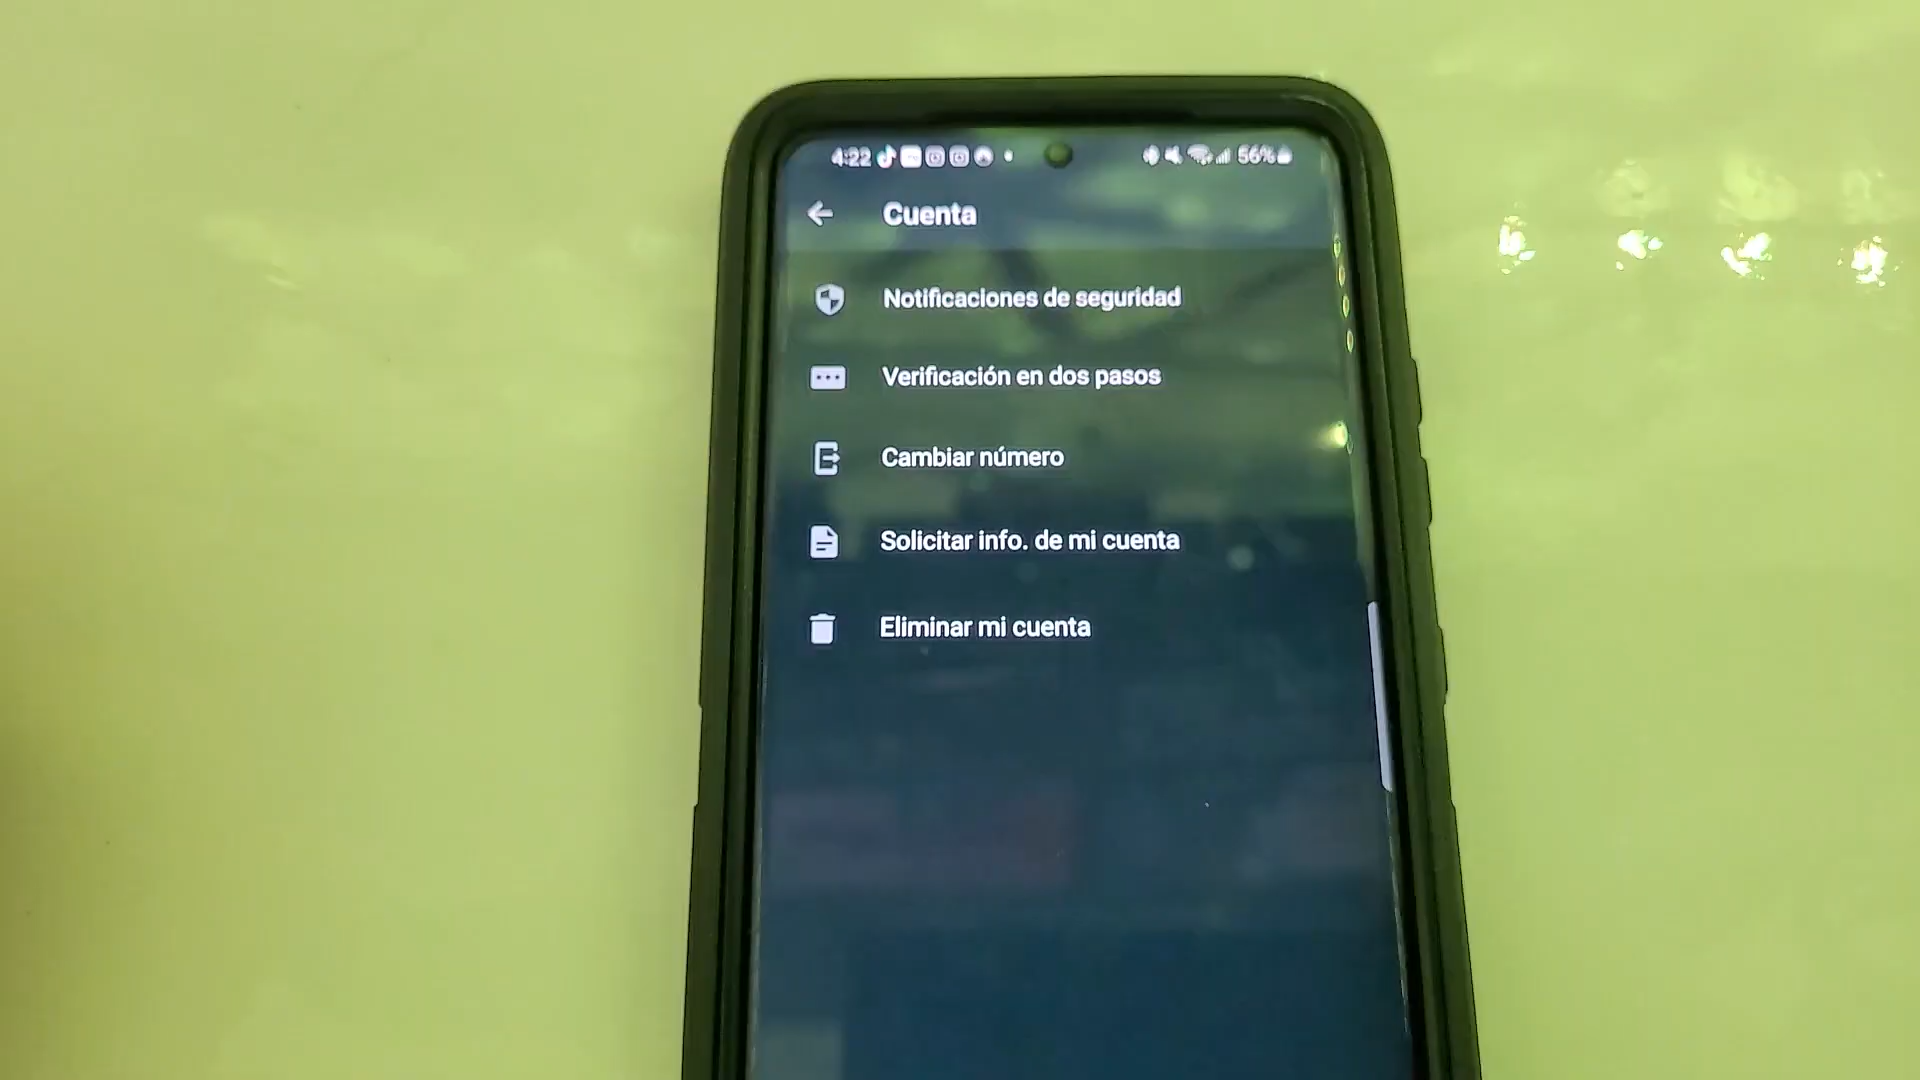 4:22 56%
Cuenta
Notificaciones de seguridad
Verificación en dos pasos
Cambiar número
Solicitar info. de mi cuenta
Eliminar mi cuenta